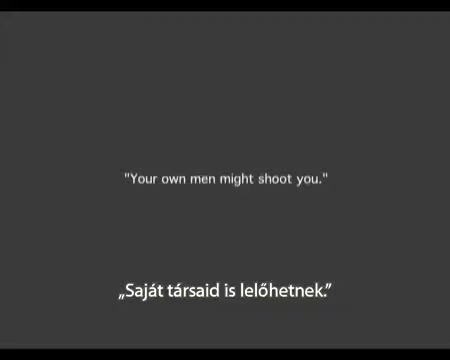 "Your own men might shoot you."
„Saját társaid is lelőhetnek.”